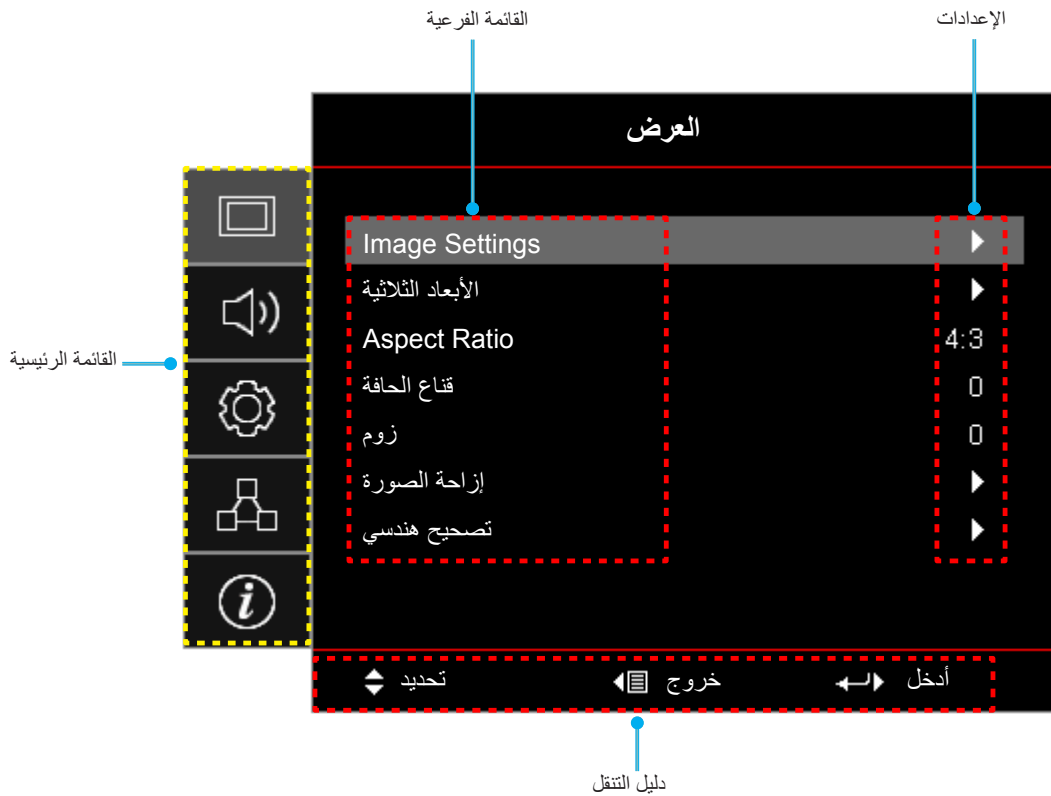 الإعدادات
القائمة الفرعية
العرض
Image Settings
الأبعاد الثلاثية
Aspect Ratio 4:3
قناع الحافة 0
زوم 0
إزاحة الصورة
تصحيح هندسي
القائمة الرئيسية
تحديد خروج أدخل
دليل التنقل